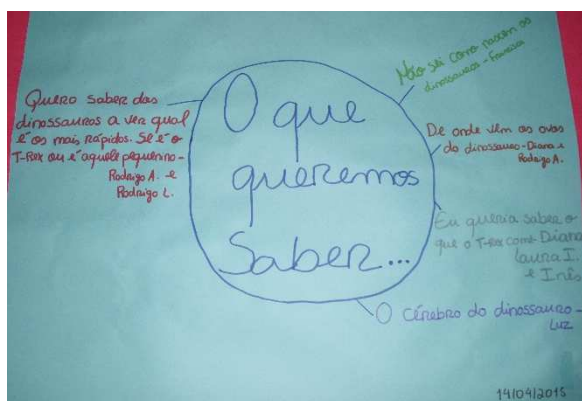 O que
queremos
Saber...
Não sei como nascem os
dinossauros - Francisca
De onde vêm os ovos
do dinossauro - Diana e
Rodrigo A.
Eu queria saber o
que o T-Rex come - Diana
Laura I.
e Inês
O Cérebro do dinossauro -
Luz
Quero saber das
dinossauros a ver qual
é os mais rápidos. Se é o
T-Rex ou é aquele pequenino -
Rodrigo A. e
Rodrigo L.
14/04/2015